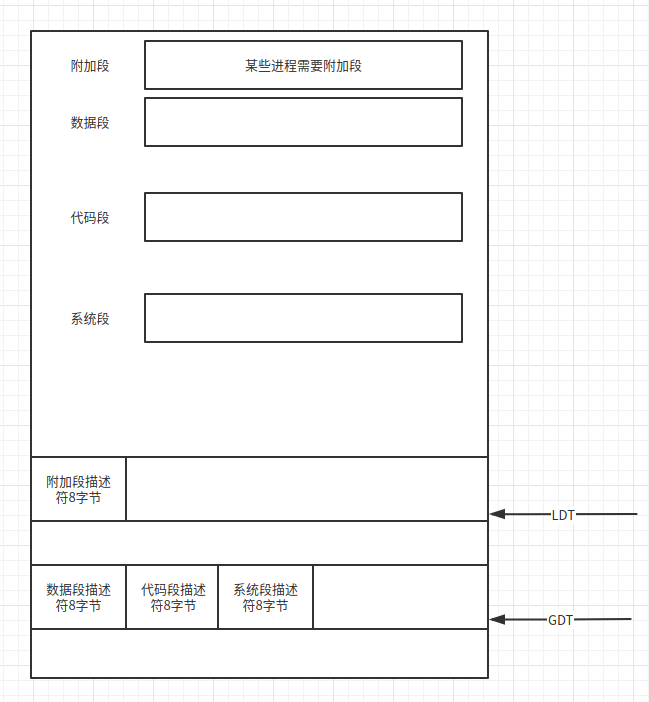 附加段
某些进程需要附加段
数据段
代码段
系统段
附加段描述
符8字节
LDT
数据段描述
符8字节
代码段描述
符8字节
系统段描述
符8字节
GDT